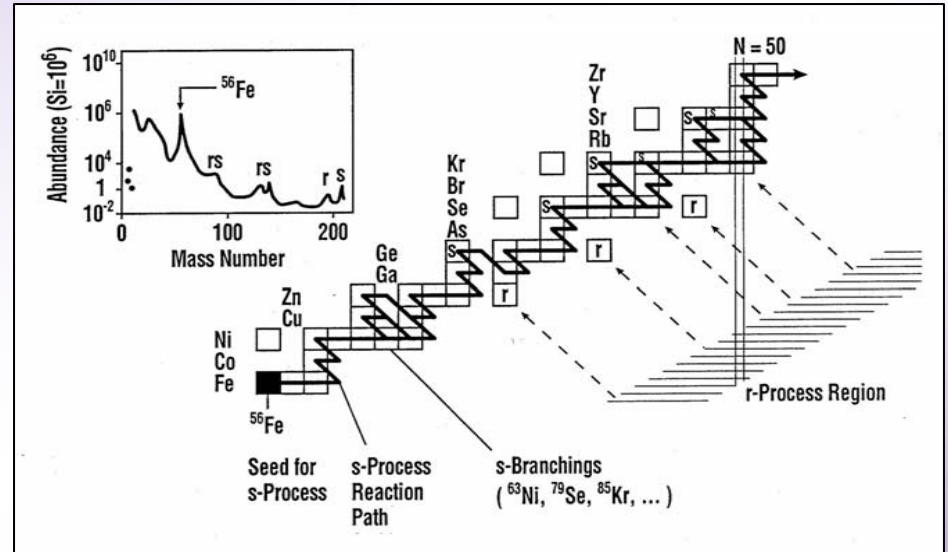 Abundance (Si=10⁶)
10¹⁰
10⁶
10⁴
1
10⁻²
⁵⁶Fe
rs
rs
r
s
0
100
200
Mass Number
N = 50
Zr
Y
Sr
Rb
Kr
Br
Se
As
Ge
Ga
Zn
Cu
Ni
Co
Fe
s
s
s
s
s
s
r
r
r
⁵⁶Fe
r-Process Region
Seed for
s-Process
s-Process
Reaction
Path
s-Branchings
( ⁶³Ni, ⁷⁹Se, ⁸⁵Kr, ... )